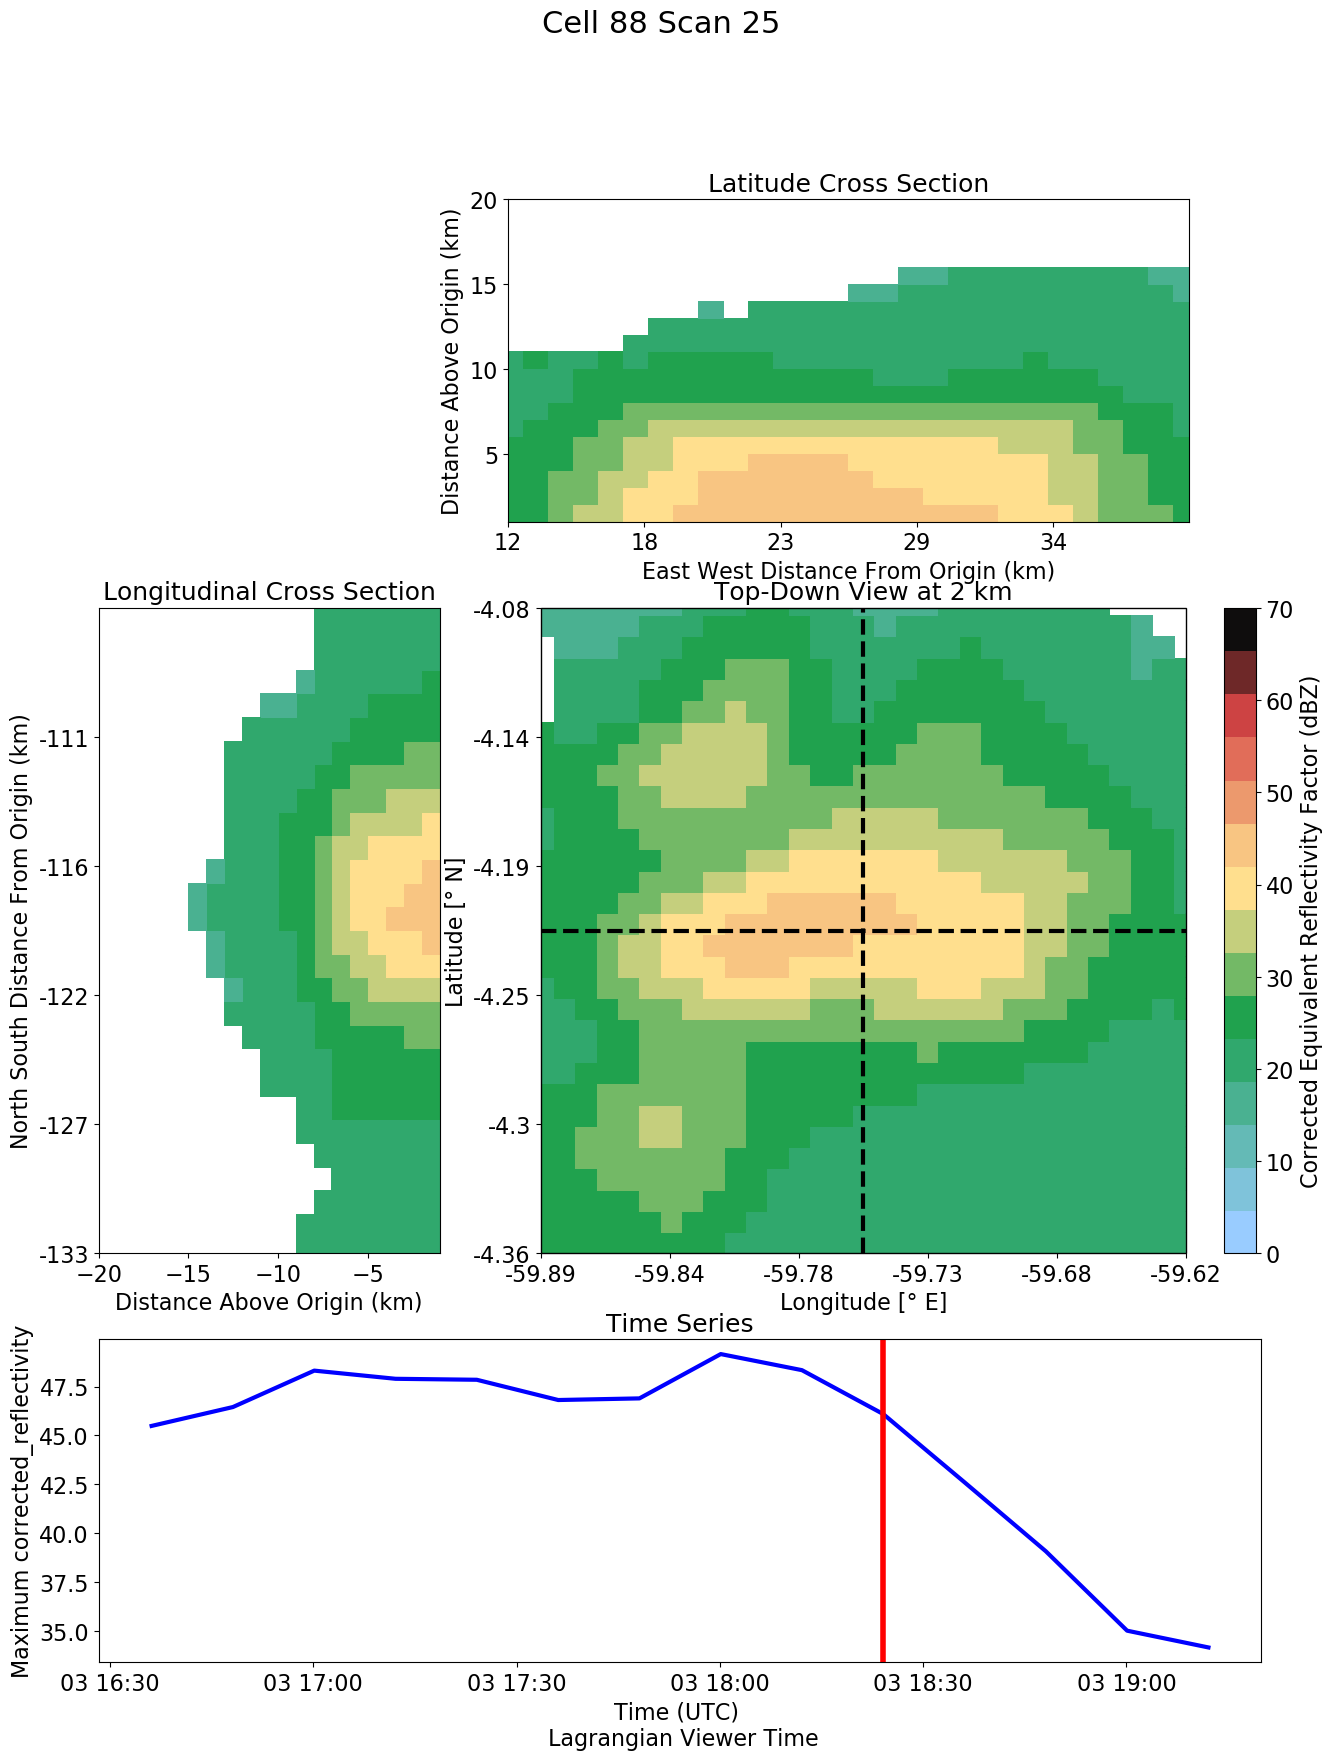 Cell 88 Scan 25
Latitude Cross Section
Distance Above Origin (km)
20
15
10
5
12 18 23 29 34
East West Distance From Origin (km)
Longitudinal Cross Section
North South Distance From Origin (km)
-111
-116
-122
-127
-133
−20 −15 −10 −5
Distance Above Origin (km)
Top-Down View at 2 km
Latitude [° N]
-4.08
-4.14
-4.19
-4.25
-4.3
-4.36
-59.89 -59.84 -59.78 -59.73 -59.68 -59.62
Longitude [° E]
70
60
50
40
30
20
10
0
Corrected Equivalent Reflectivity Factor (dBZ)
Time Series
Maximum corrected_reflectivity
47.5
45.0
42.5
40.0
37.5
35.0
03 16:30 03 17:00 03 17:30 03 18:00 03 18:30 03 19:00
Time (UTC)
Lagrangian Viewer Time